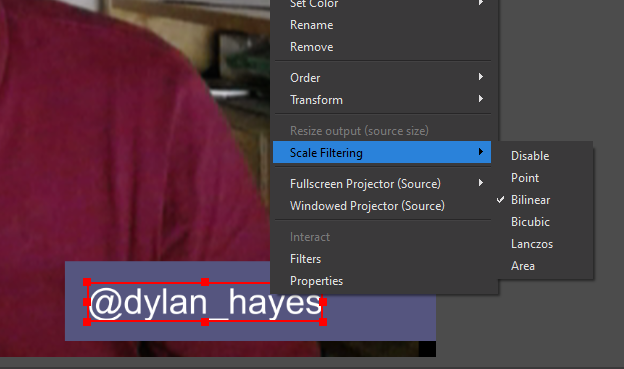 Set Color
Rename
Remove
Order
Transform
Resize output (source size)
Scale Filtering
Fullscreen Projector (Source)
Windowed Projector (Source)
Interact
Filters
Properties
Disable
Point
Bilinear
Bicubic
Lanczos
Area
@dylan_hayes